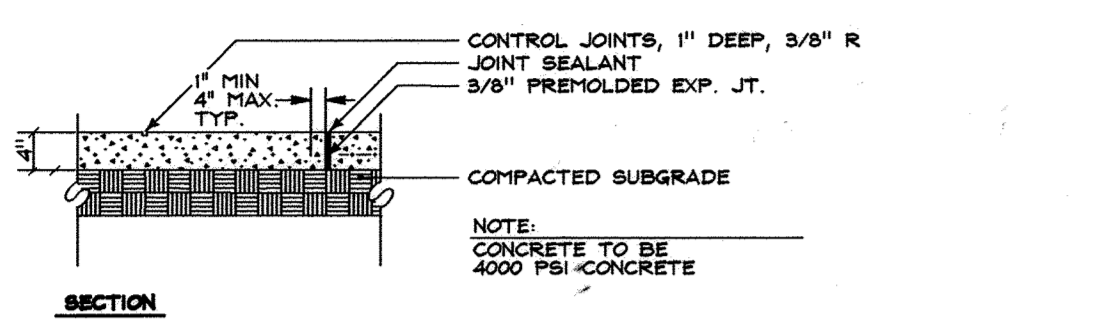 CONTROL JOINTS, 1" DEEP, 3/8" R
JOINT SEALANT
3/8" PREMOLDED EXP. JT.
1" MIN
4" MAX.
TYP.
4"
COMPACTED SUBGRADE
NOTE:
CONCRETE TO BE
4000 PSI CONCRETE
SECTION